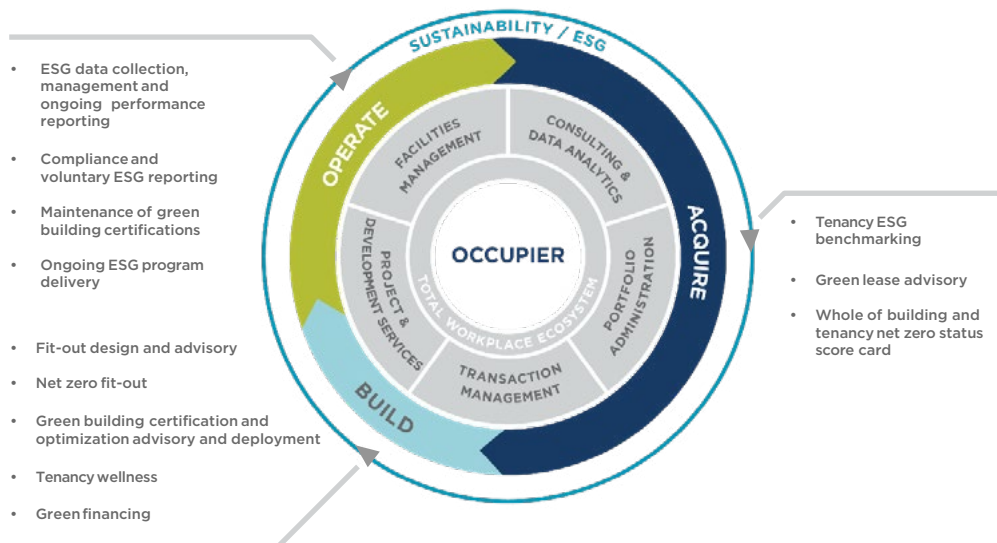 SUSTAINABILITY / ESG
• ESG data collection,
management and
ongoing performance
reporting
• Compliance and
voluntary ESG reporting
• Maintenance of green
building certifications
• Ongoing ESG program
delivery
• Fit-out design and advisory
• Net zero fit-out
• Green building certification and
optimization advisory and deployment
• Tenancy wellness
• Green financing
OPERATE
ACQUIRE
BUILD
FACILITIES
MANAGEMENT
CONSULTING &
DATA ANALYTICS
PORTFOLIO
ADMINISTRATION
TRANSACTION
MANAGEMENT
PROJECT &
DEVELOPMENT SERVICES
OCCUPIER
TOTAL WORKPLACE ECOSYSTEM
• Tenancy ESG
benchmarking
• Green lease advisory
• Whole of building and
tenancy net zero status
score card